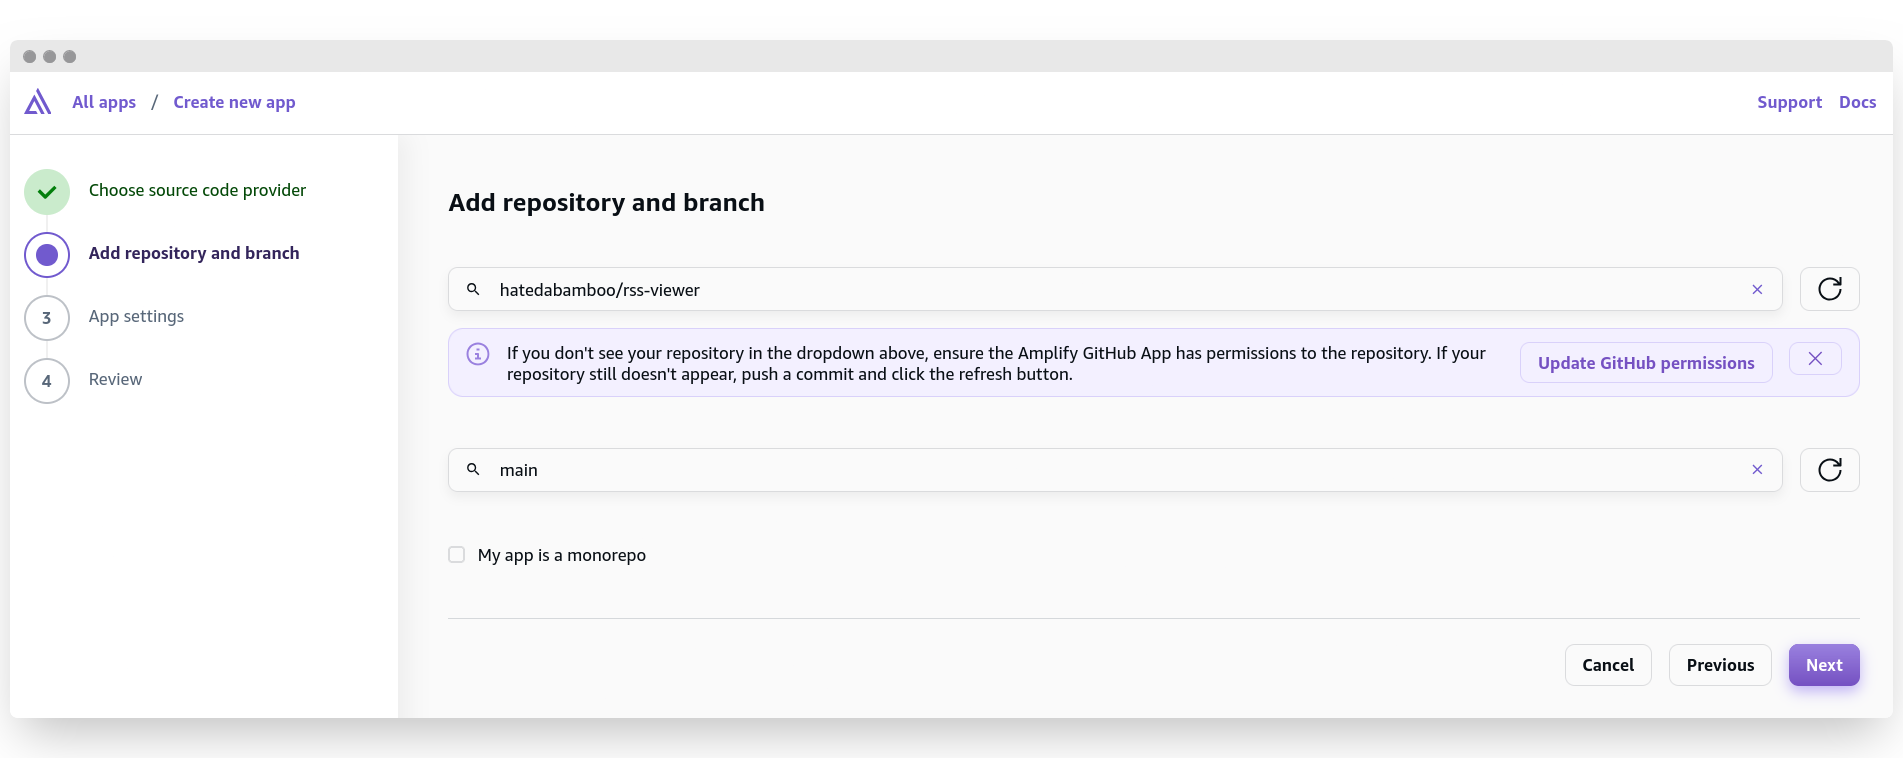 All apps / Create new app
Support Docs
Choose source code provider
Add repository and branch
3 App settings
4 Review
Add repository and branch
hatedabamboo/rss-viewer
If you don't see your repository in the dropdown above, ensure the Amplify GitHub App has permissions to the repository. If your
repository still doesn't appear, push a commit and click the refresh button.
Update GitHub permissions
main
My app is a monorepo
Cancel Previous Next